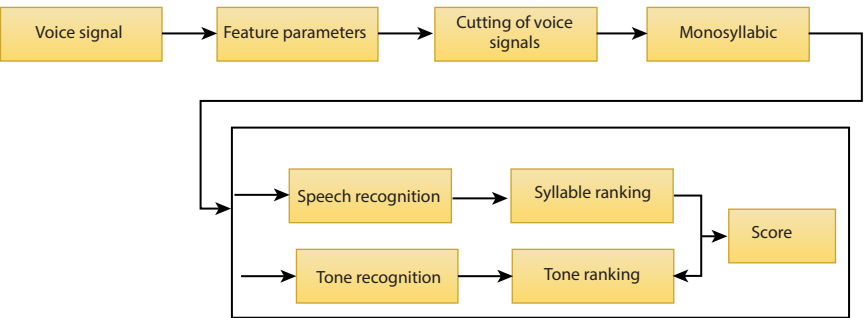 Voice signal
Feature parameters
Cutting of voice
signals
Monosyllabic
Speech recognition
Syllable ranking
Score
Tone recognition
Tone ranking